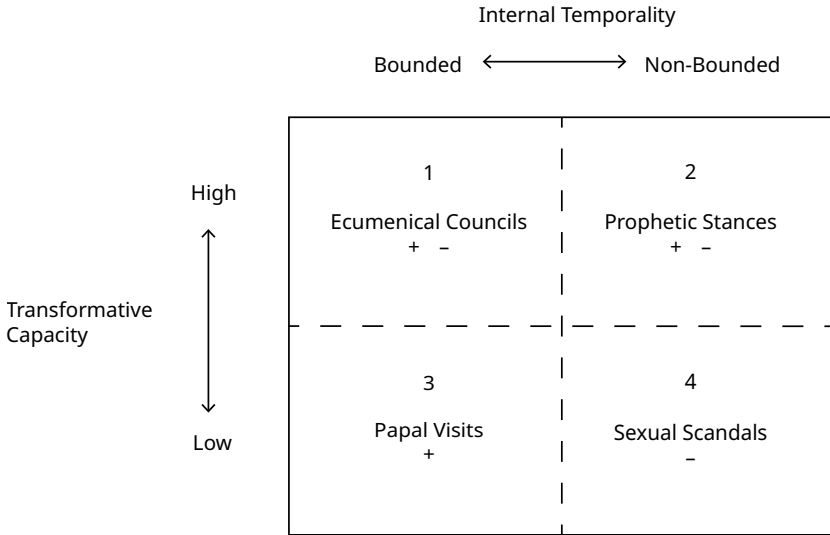 Internal Temporality
Bounded Non-Bounded
1 2
High
Ecumenical Councils Prophetic Stances
+ – + –
Transformative
Capacity
3 4
Papal Visits Sexual Scandals
Low
+ –